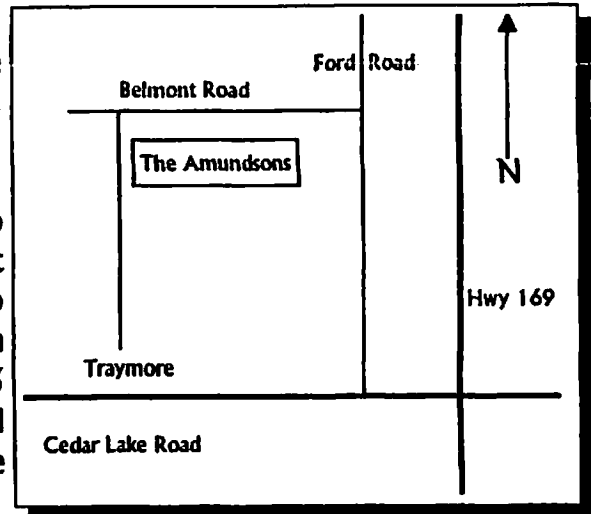 Ford Road
Belmont Road
The Amundsons
N
Hwy 169
Traymore
Cedar Lake Road